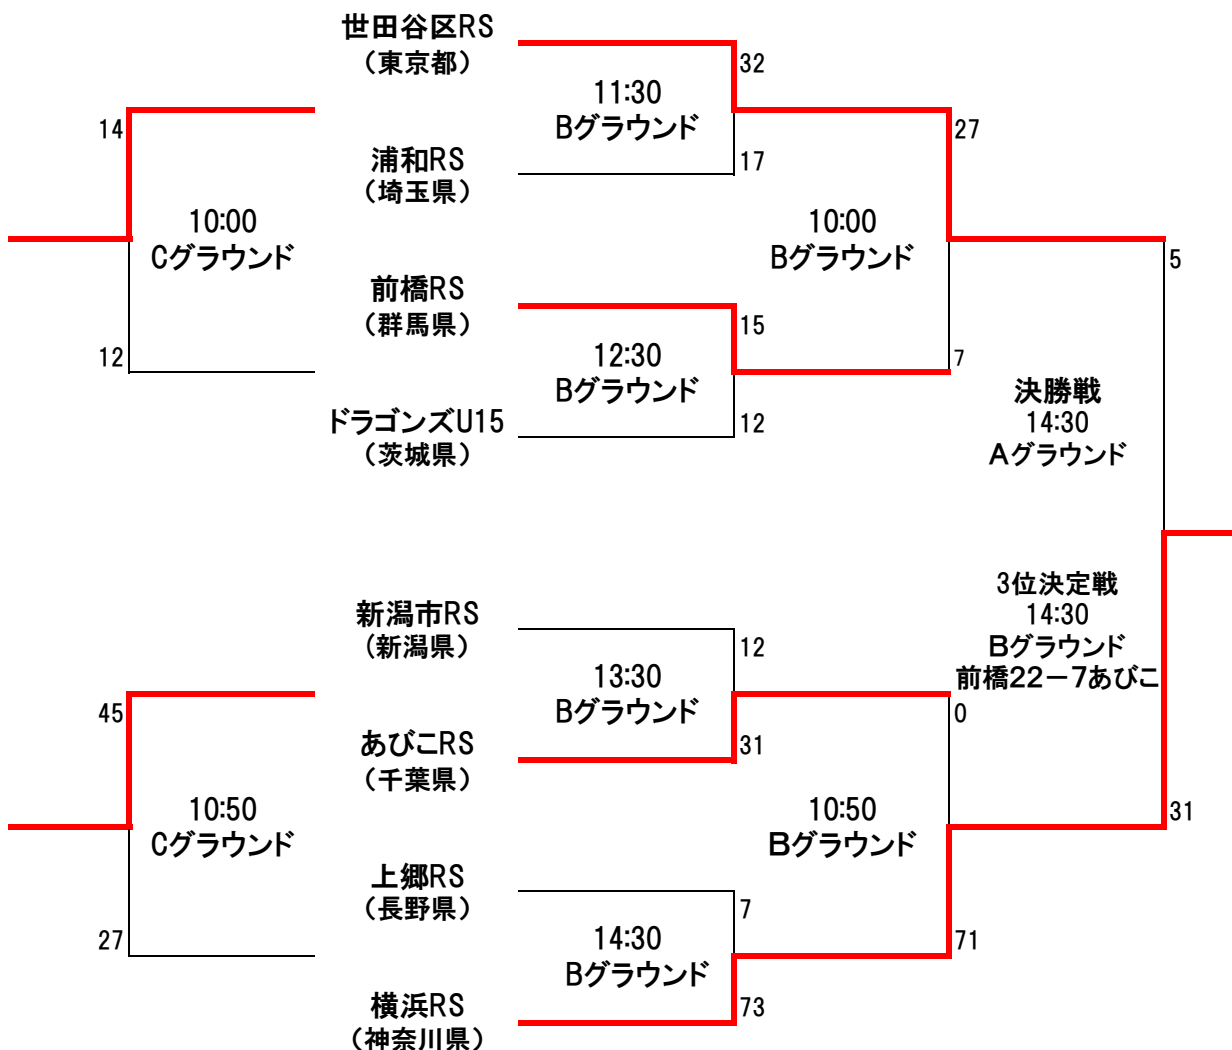 世田谷区RS
（東京都）
32
11:30
Bグラウンド
14
27
浦和RS
（埼玉県）
17
10:00
Cグラウンド
10:00
Bグラウンド
5
前橋RS
（群馬県）
15
12
12:30
Bグラウンド
7
決勝戦
14:30
Aグラウンド
ドラゴンズU15
（茨城県）
12
3位決定戦
14:30
Bグラウンド
前橋22－7あびこ
新潟市RS
（新潟県）
12
13:30
Bグラウンド
45
0
あびこRS
（千葉県）
31
10:50
Cグラウンド
10:50
Bグラウンド
31
上郷RS
（長野県）
7
27
14:30
Bグラウンド
71
横浜RS
（神奈川県）
73